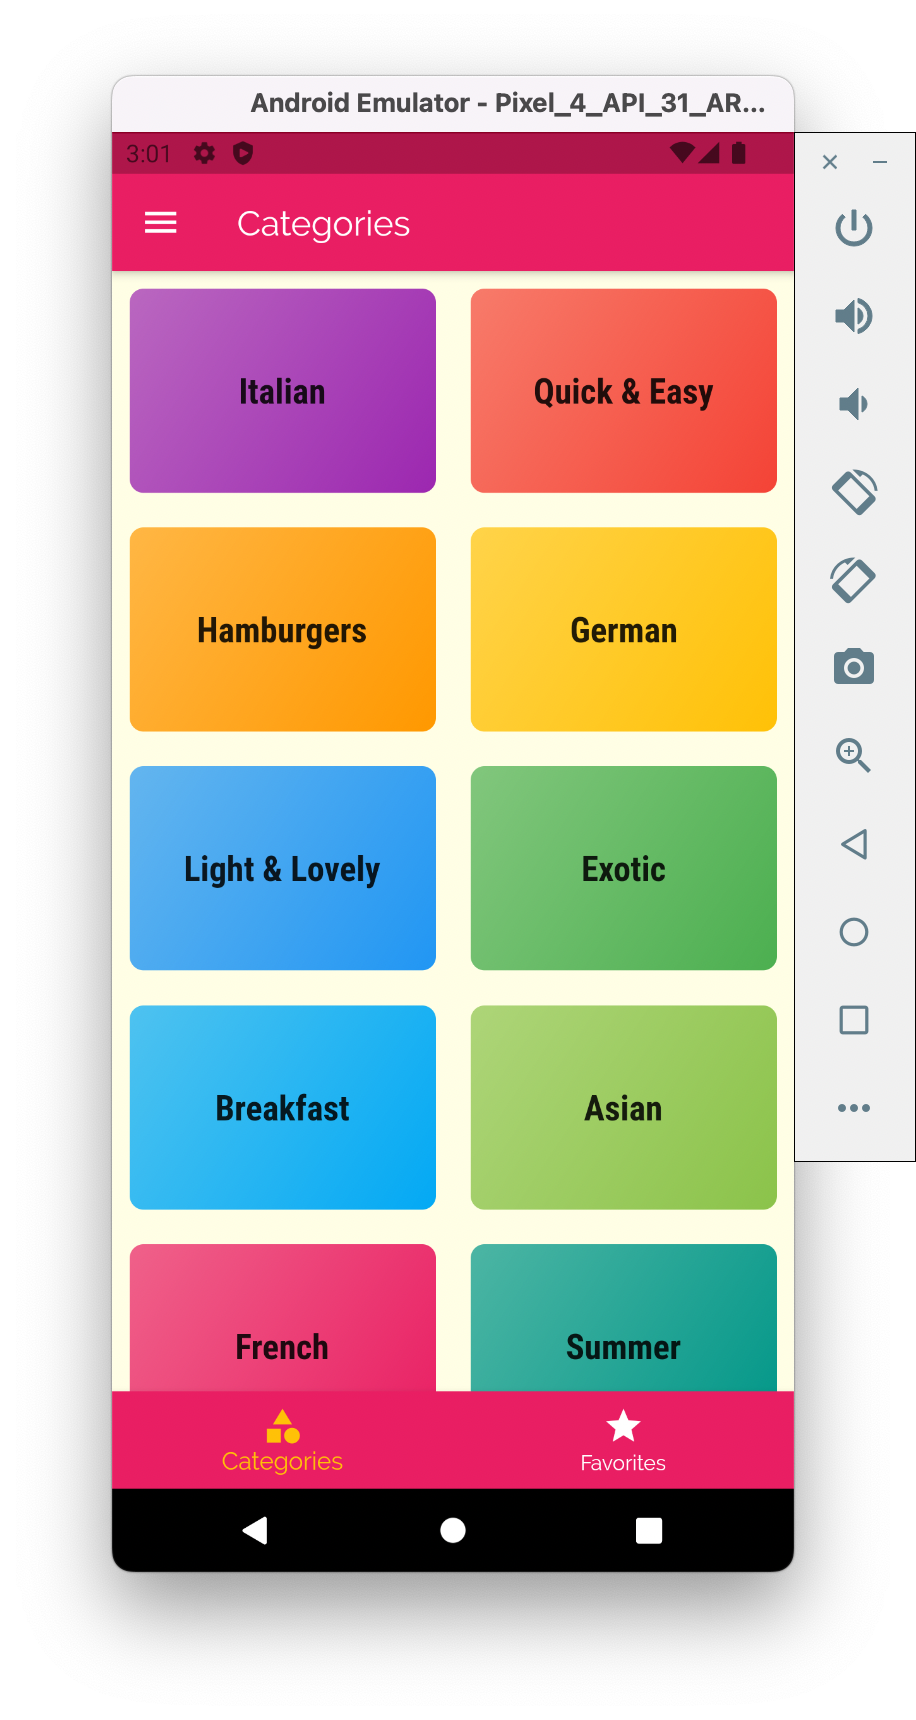 Android Emulator - Pixel_4_API_31_AR...
3:01
Categories
Italian
Quick & Easy
Hamburgers
German
Light & Lovely
Exotic
Breakfast
Asian
French
Summer
Categories
Favorites